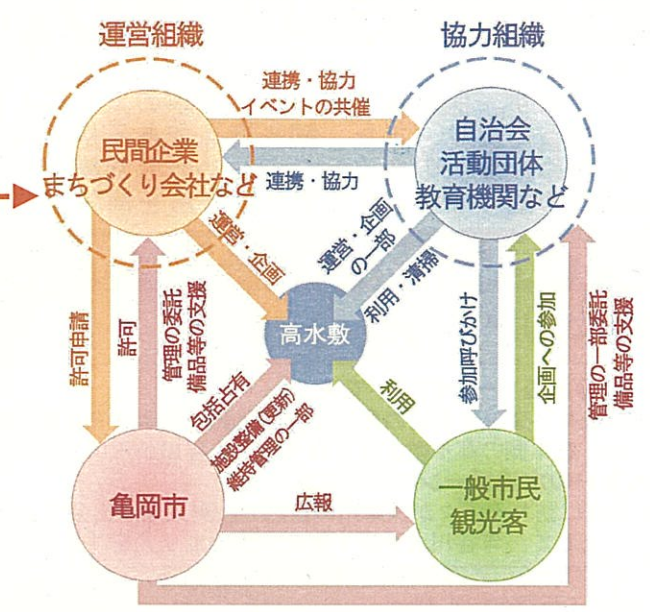 運営組織
協力組織
連携・協力
イベントの共催
民間企業
まちづくり会社など
自治会
活動団体
教育機関など
連携・協力
運営・企画
運営・企画
の一部
利用・清掃
高水敷
許可申請
許可
管理の委託
備品等の支援
参加呼びかけ
企画への参加
管理の一部委託
備品等の支援
包括占有
施設整備(更新)
維持管理の一部
利用
亀岡市
広報
一般市民
観光客